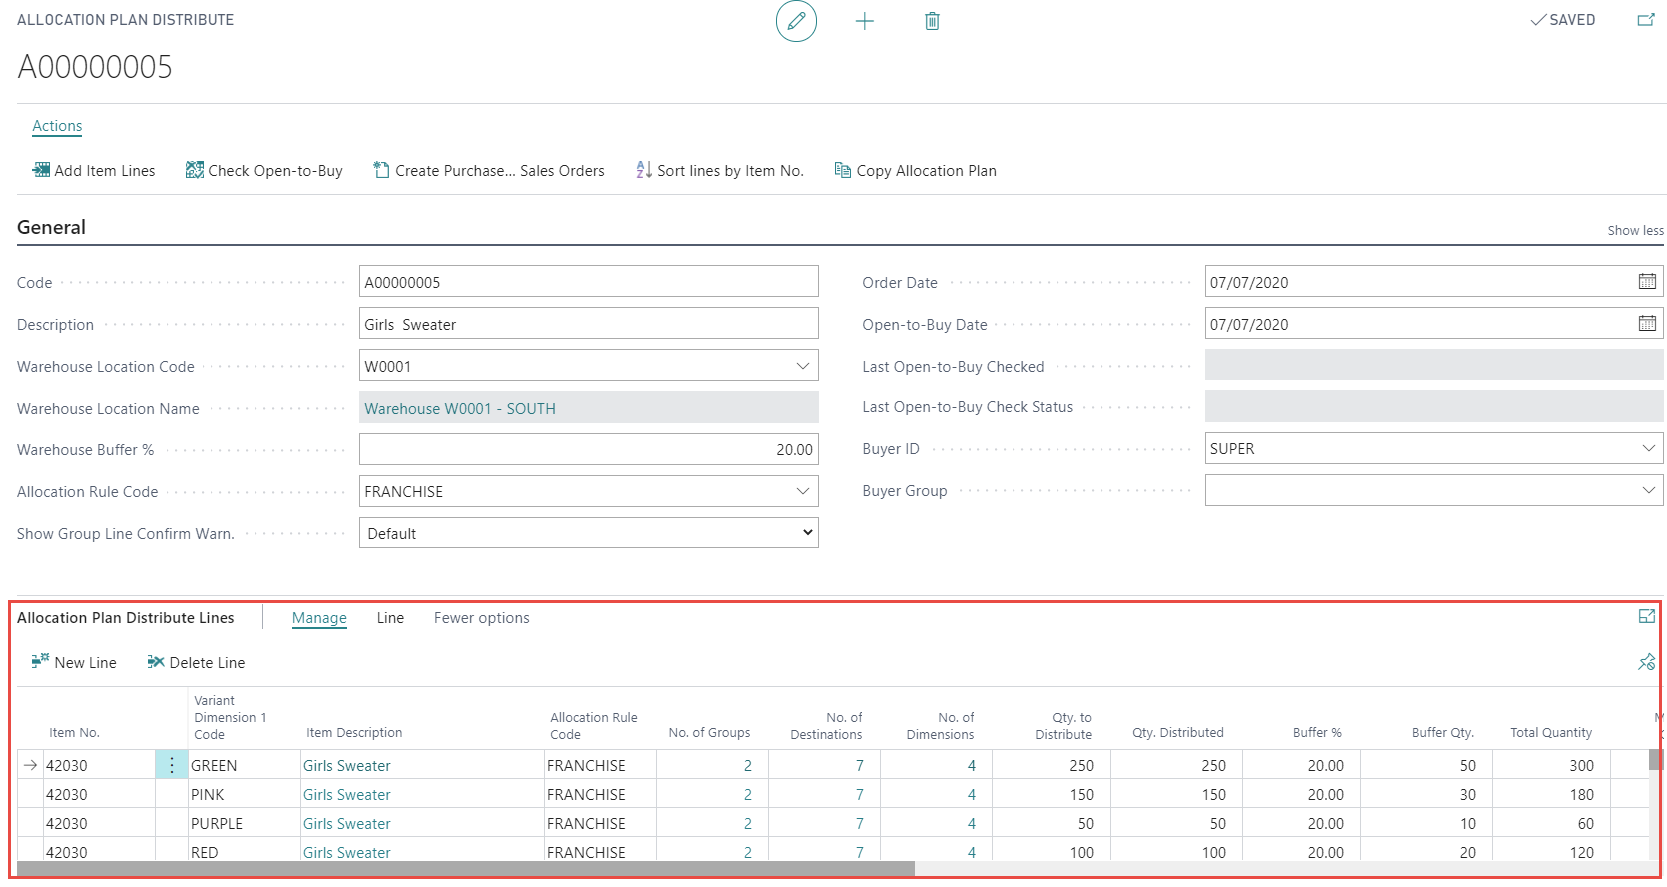 ALLOCATION PLAN DISTRIBUTE
SAVED
A00000005
Actions
Add Item Lines Check Open-to-Buy Create Purchase... Sales Orders Sort lines by Item No. Copy Allocation Plan
General Show less
Code A00000005
Description Girls Sweater
Warehouse Location Code W0001
Warehouse Location Name Warehouse W0001 - SOUTH
Warehouse Buffer % 20.00
Allocation Rule Code FRANCHISE
Show Group Line Confirm Warn. Default
Order Date 07/07/2020
Open-to-Buy Date 07/07/2020
Last Open-to-Buy Checked
Last Open-to-Buy Check Status
Buyer ID SUPER
Buyer Group
Allocation Plan Distribute Lines Manage Line Fewer options
New Line Delete Line
Item No. Variant Dimension 1 Code Item Description Allocation Rule Code No. of Groups No. of Destinations No. of Dimensions Qty. to Distribute Qty. Distributed Buffer % Buffer Qty. Total Quantity
42030 GREEN Girls Sweater FRANCHISE 2 7 4 250 250 20.00 50 300
42030 PINK Girls Sweater FRANCHISE 2 7 4 150 150 20.00 30 180
42030 PURPLE Girls Sweater FRANCHISE 2 7 4 50 50 20.00 10 60
42030 RED Girls Sweater FRANCHISE 2 7 4 100 100 20.00 20 120